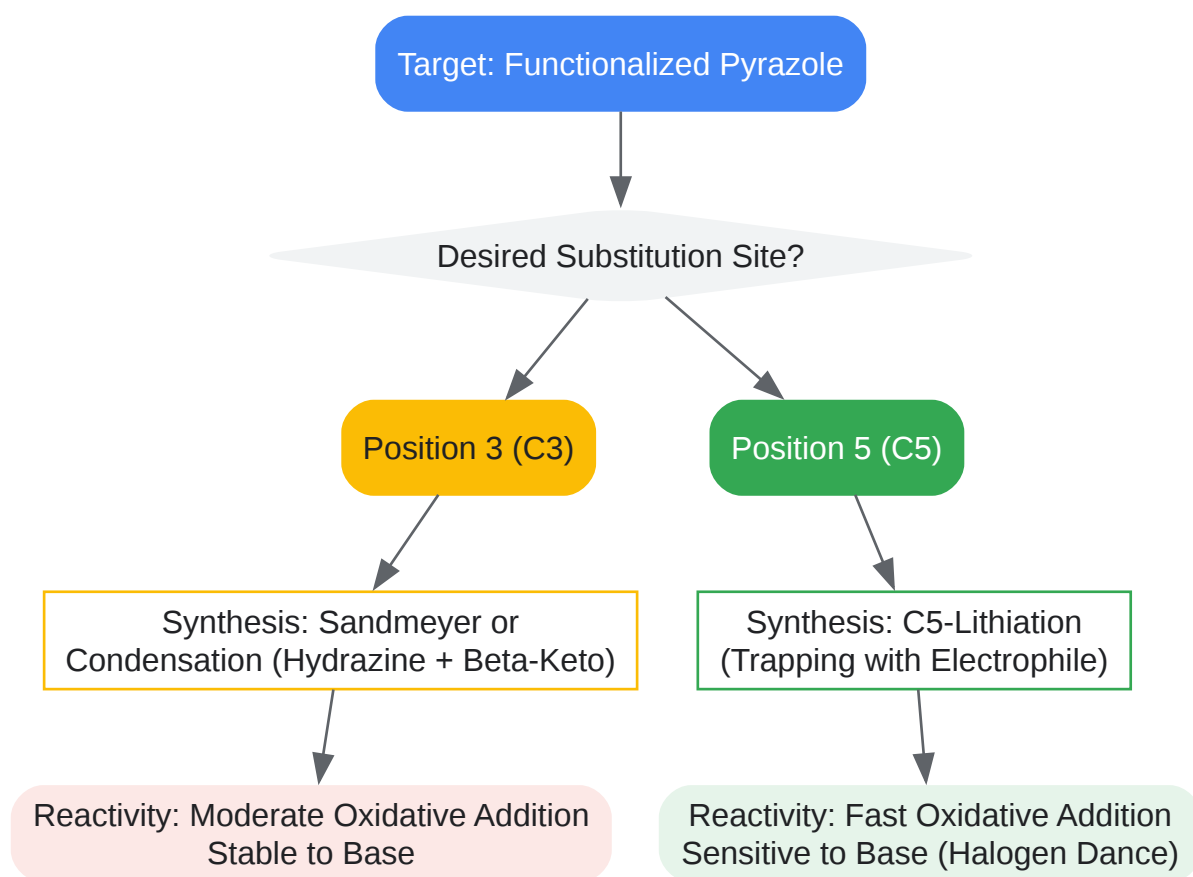 Target: Functionalized Pyrazole
Desired Substitution Site?
Position 3 (C3)
Position 5 (C5)
Synthesis: Sandmeyer or
Condensation (Hydrazine + Beta-Keto)
Synthesis: C5-Lithiation
(Trapping with Electrophile)
Reactivity: Moderate Oxidative Addition
Stable to Base
Reactivity: Fast Oxidative Addition
Sensitive to Base (Halogen Dance)